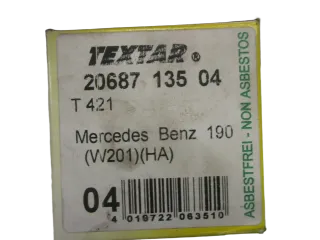 TEXTAR ®
20687 135 04
T 421
Mercedes Benz 190
(W201)(HA)
04
4 019722 063510
ASBESTFREI - NON ASBESTOS